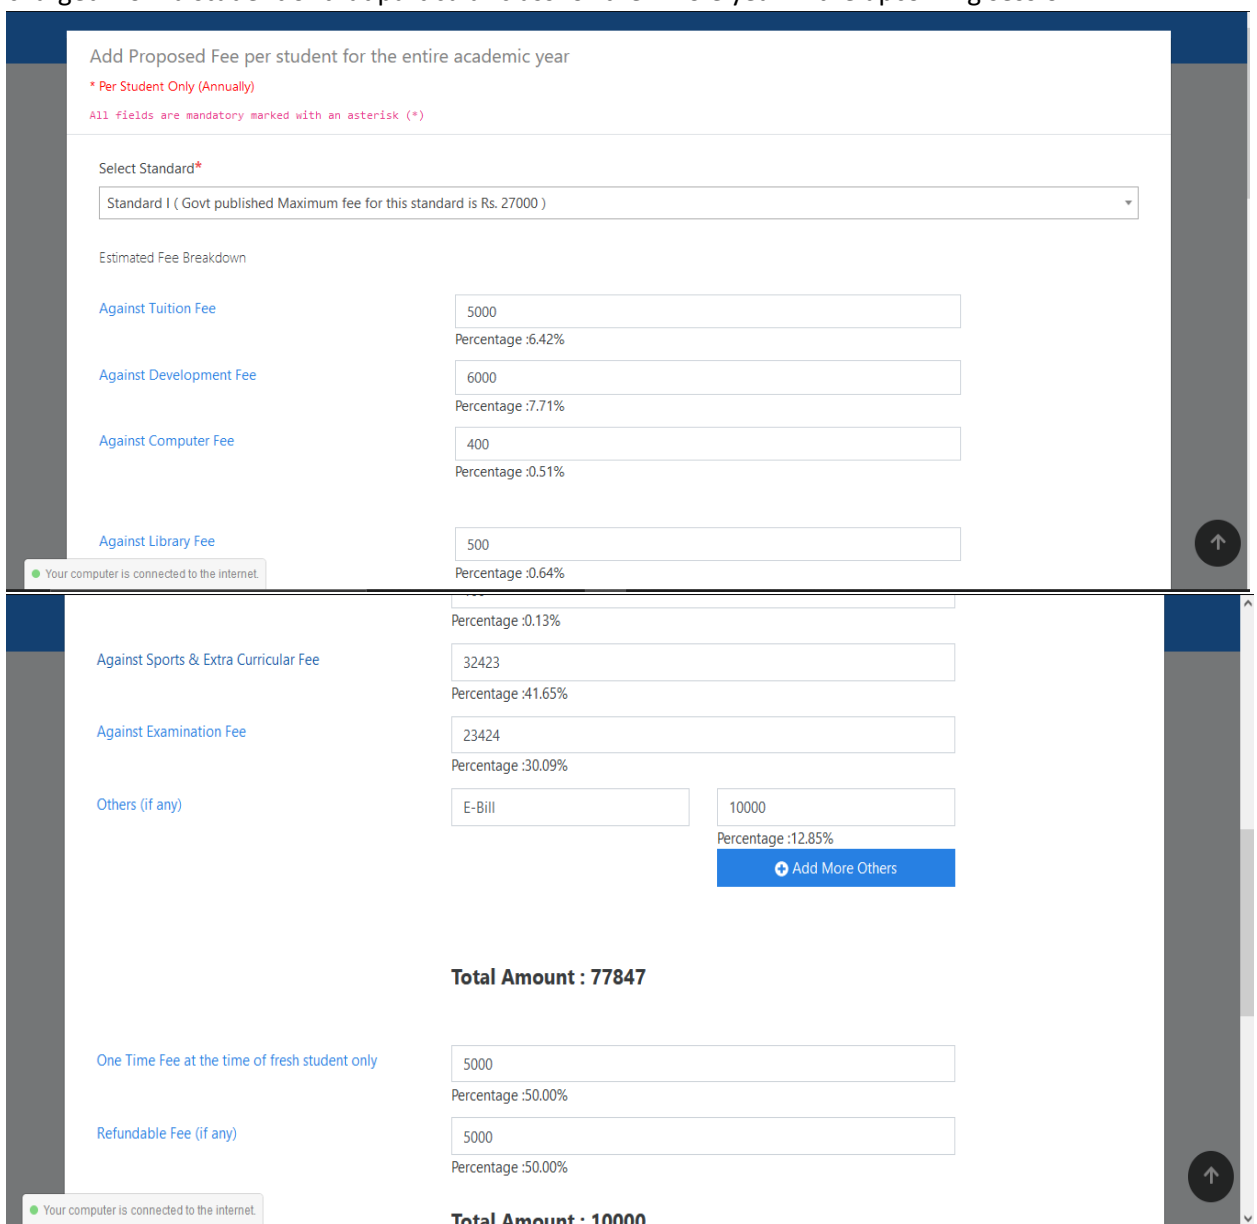 Add Proposed Fee per student for the entire academic year
* Per Student Only (Annually)
All fields are mandatory marked with an asterisk (*)
Select Standard*
Standard I ( Govt published Maximum fee for this standard is Rs. 27000 )
Estimated Fee Breakdown
Against Tuition Fee
5000
Percentage :6.42%
Against Development Fee
6000
Percentage :7.71%
Against Computer Fee
400
Percentage :0.51%
Against Library Fee
500
Percentage :0.64%
Your computer is connected to the internet.
Percentage :0.13%
Against Sports & Extra Curricular Fee
32423
Percentage :41.65%
Against Examination Fee
23424
Percentage :30.09%
Others (if any)
E-Bill
10000
Percentage :12.85%
Add More Others
Total Amount : 77847
One Time Fee at the time of fresh student only
5000
Percentage :50.00%
Refundable Fee (if any)
5000
Percentage :50.00%
Your computer is connected to the internet.
Total Amount : 10000